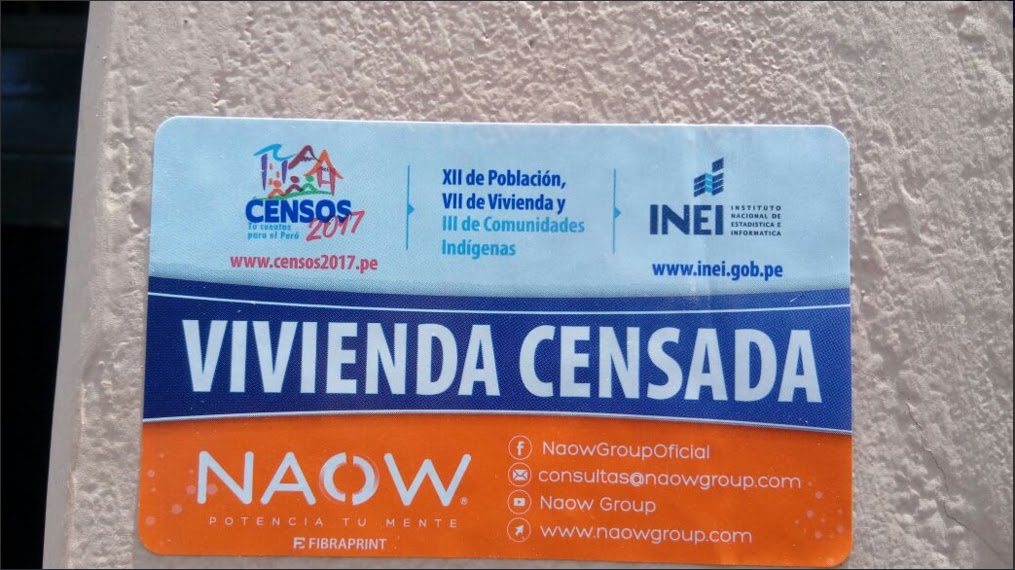 CENSOS
2017
Tu cuentas
para el Perú
www.censos2017.pe
XII de Población,
VII de Vivienda y
III de Comunidades
Indígenas
INEI
INSTITUTO
NACIONAL DE
ESTADISTICA E
INFORMATICA
www.inei.gob.pe
VIVIENDA CENSADA
NAOW®
POTENCIA TU MENTE
FIBRAPRINT
NaowGroupOficial
consultas@naowgroup.com
Naow Group
www.naowgroup.com